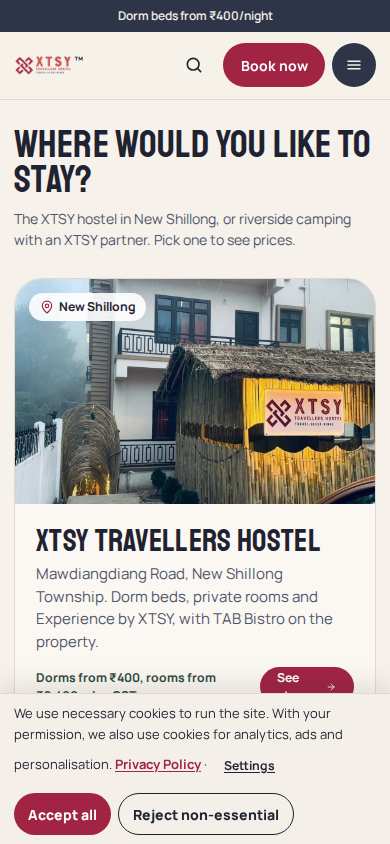 Dorm beds from ₹400/night
XTSY ™
Book now
WHERE WOULD YOU LIKE TO
STAY?
The XTSY hostel in New Shillong, or riverside camping
with an XTSY partner. Pick one to see prices.
New Shillong
XTSY
TRAVELLERS HOSTEL
XTSY TRAVELLERS HOSTEL
Mawdiangdiang Road, New Shillong
Township. Dorm beds, private rooms and
Experience by XTSY, with TAB Bistro on the
property.
Dorms from ₹400, rooms from
See
We use necessary cookies to run the site. With your
permission, we also use cookies for analytics, ads and
personalisation. Privacy Policy · Settings
Accept all
Reject non-essential